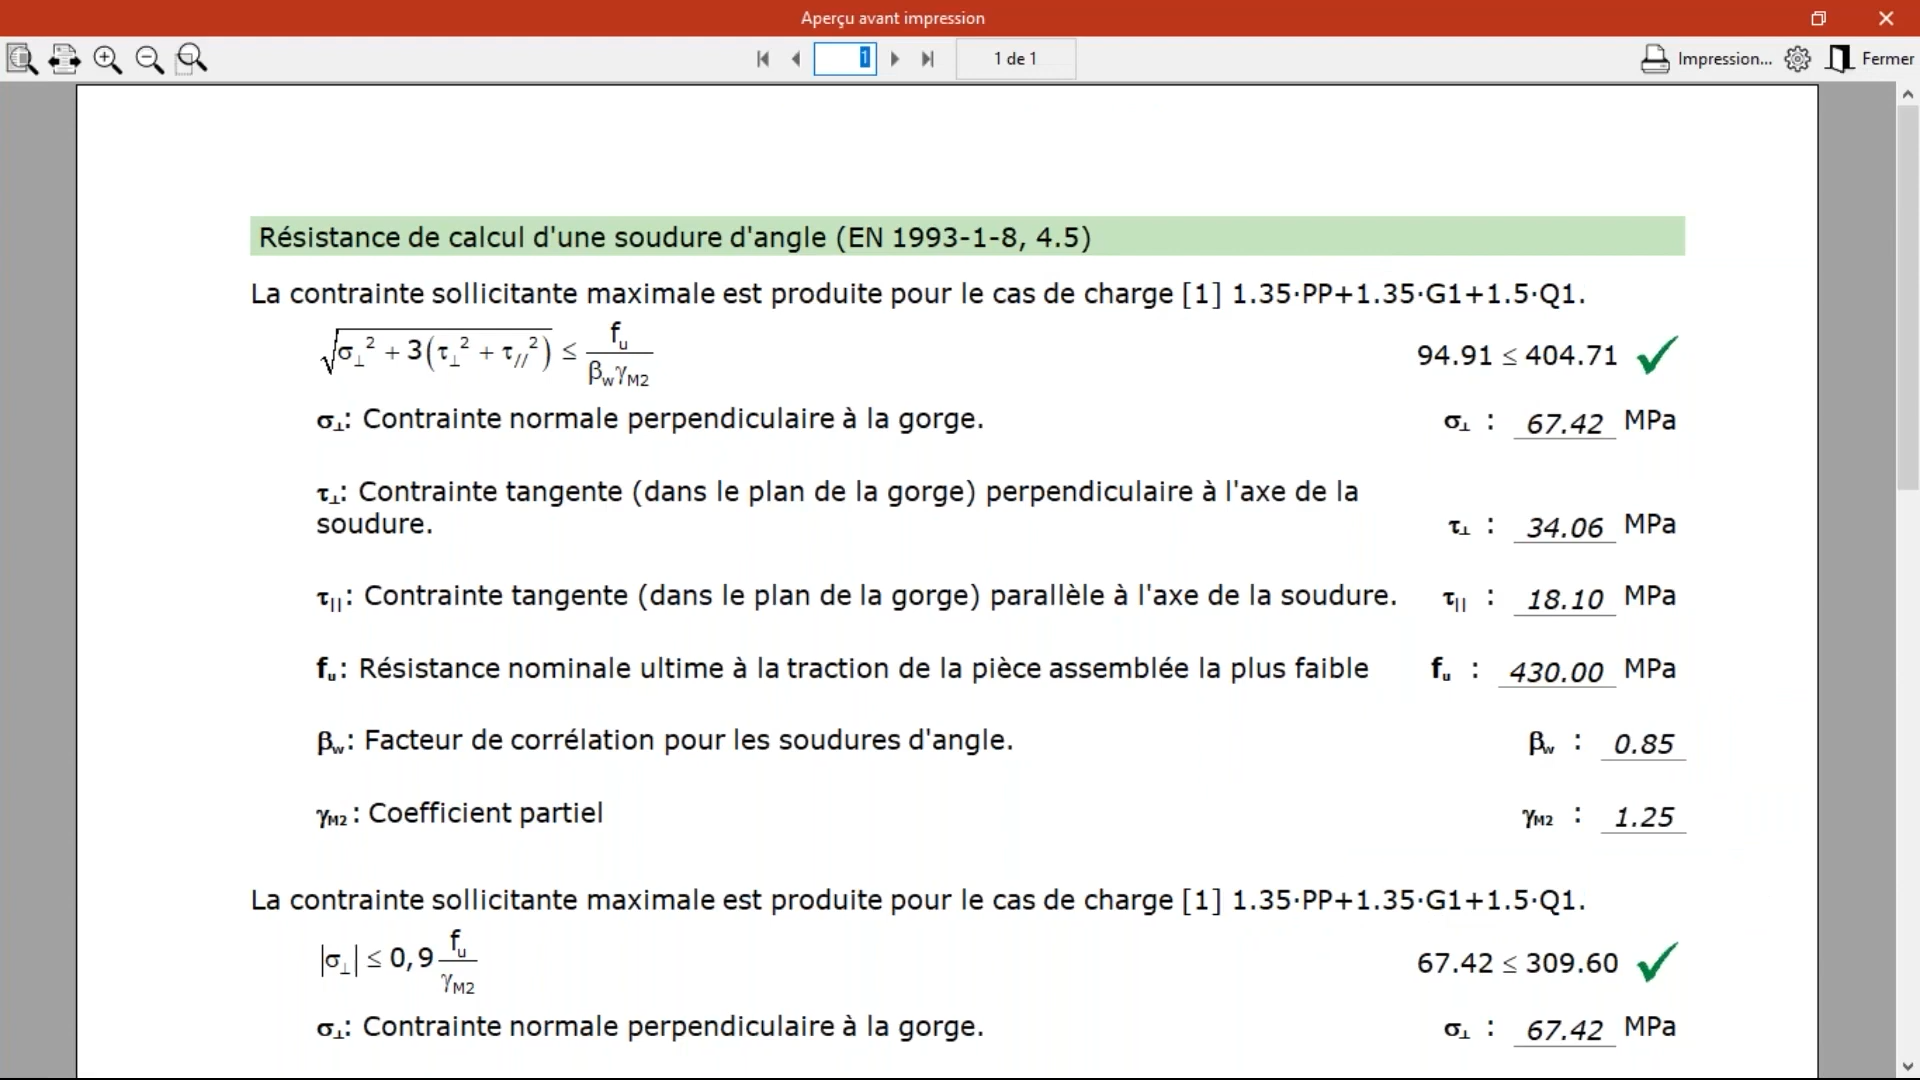 Aperçu avant impression
1 1 de 1 Impression... Fermer
Résistance de calcul d'une soudure d'angle (EN 1993-1-8, 4.5)
La contrainte sollicitante maximale est produite pour le cas de charge [1] 1.35·PP+1.35·G1+1.5·Q1.
√(σ⊥² + 3(τ⊥² + τ//²)) ≤ fu / (βwγM2) 94.91 ≤ 404.71 ✓
σ⊥: Contrainte normale perpendiculaire à la gorge. σ⊥ : 67.42 MPa
τ⊥: Contrainte tangente (dans le plan de la gorge) perpendiculaire à l'axe de la
soudure. τ⊥ : 34.06 MPa
τ||: Contrainte tangente (dans le plan de la gorge) parallèle à l'axe de la soudure. τ|| : 18.10 MPa
fu: Résistance nominale ultime à la traction de la pièce assemblée la plus faible fu : 430.00 MPa
βw: Facteur de corrélation pour les soudures d'angle. βw : 0.85
γM2: Coefficient partiel γM2 : 1.25
La contrainte sollicitante maximale est produite pour le cas de charge [1] 1.35·PP+1.35·G1+1.5·Q1.
|σ⊥| ≤ 0,9 fu / γM2 67.42 ≤ 309.60 ✓
σ⊥: Contrainte normale perpendiculaire à la gorge. σ⊥ : 67.42 MPa